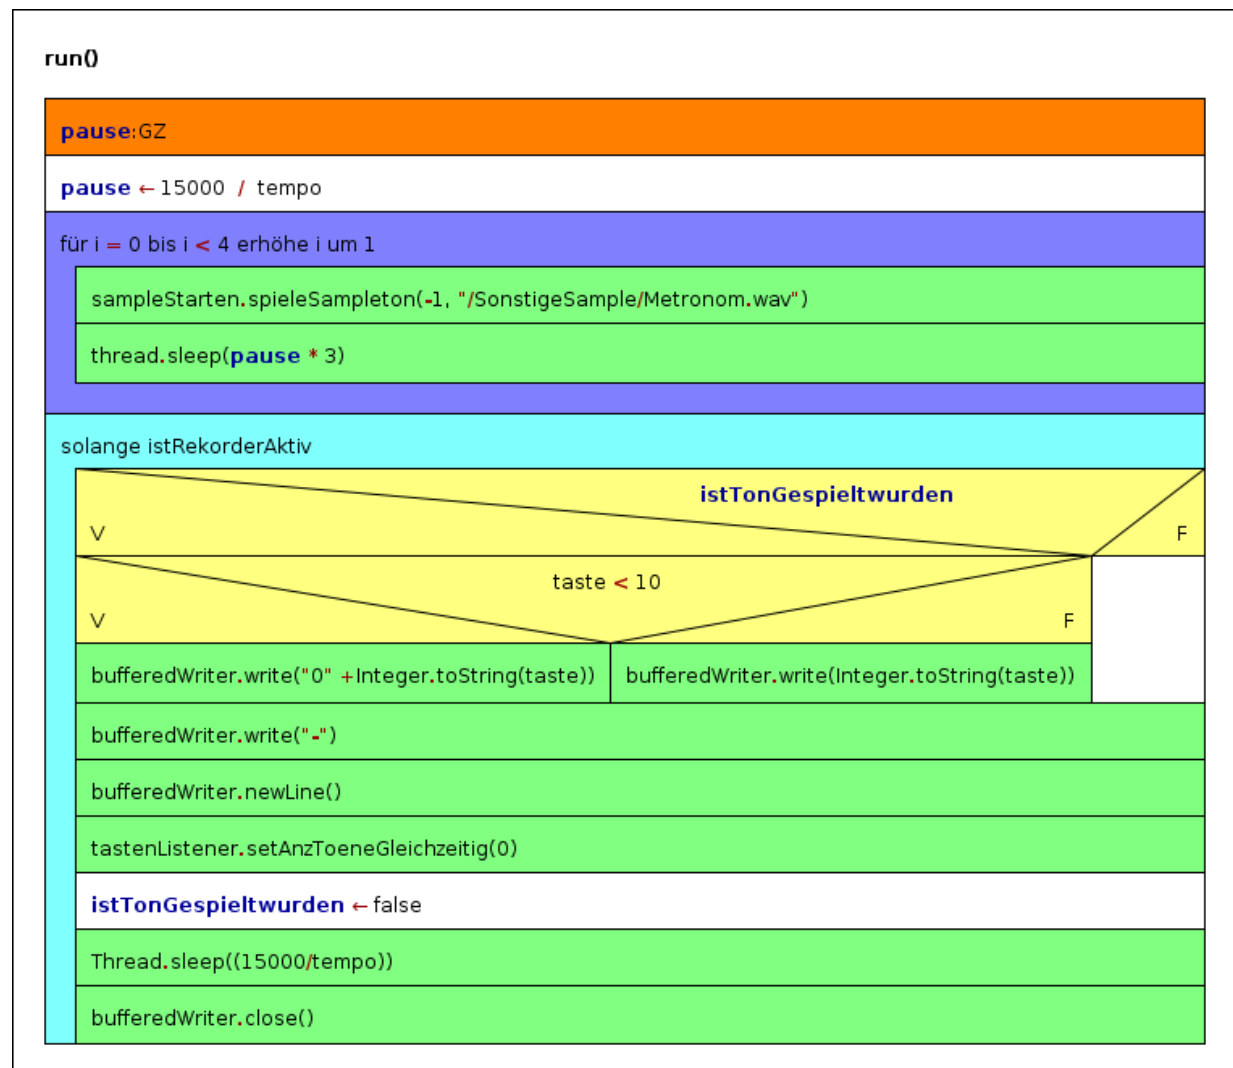 run()
pause:GZ
pause ← 15000 / tempo
für i = 0 bis i < 4 erhöhe i um 1
sampleStarten.spieleSampleton(-1, "/SonstigeSample/Metronom.wav")
thread.sleep(pause * 3)
solange istRekorderAktiv
istTonGespieltwurden
V F
taste < 10
V F
bufferedWriter.write("0" +Integer.toString(taste)) bufferedWriter.write(Integer.toString(taste))
bufferedWriter.write("-")
bufferedWriter.newLine()
tastenListener.setAnzToeneGleichzeitig(0)
istTonGespieltwurden ← false
Thread.sleep((15000/tempo))
bufferedWriter.close()